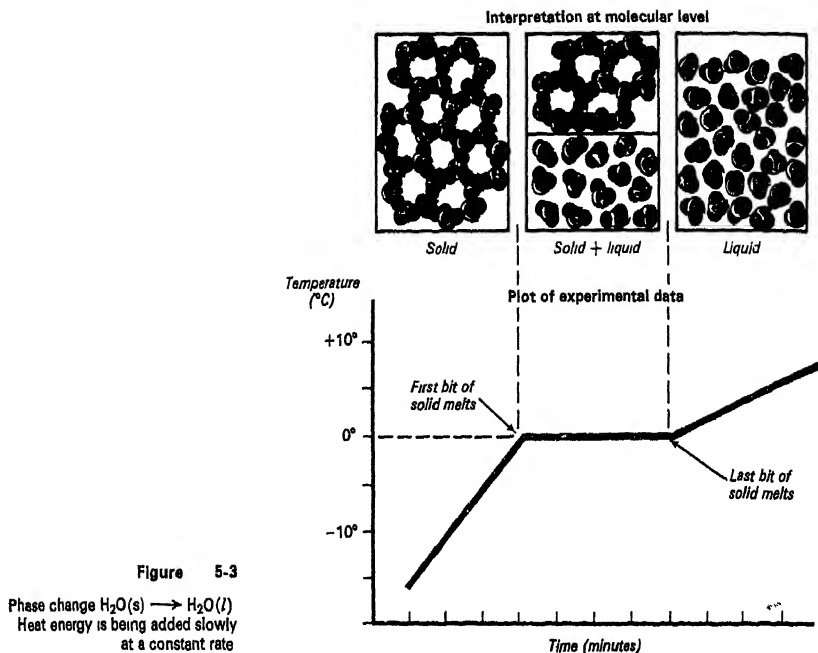 Interpretation at molecular level
Solid
Solid + liquid
Liquid
Temperature
(°C)
Plot of experimental data
+10°
First bit of
solid melts
0°
Last bit of
solid melts
-10°
Figure 5-3
Phase change H₂O(s) ⟶ H₂O(l)
Heat energy is being added slowly
at a constant rate
Time (minutes)